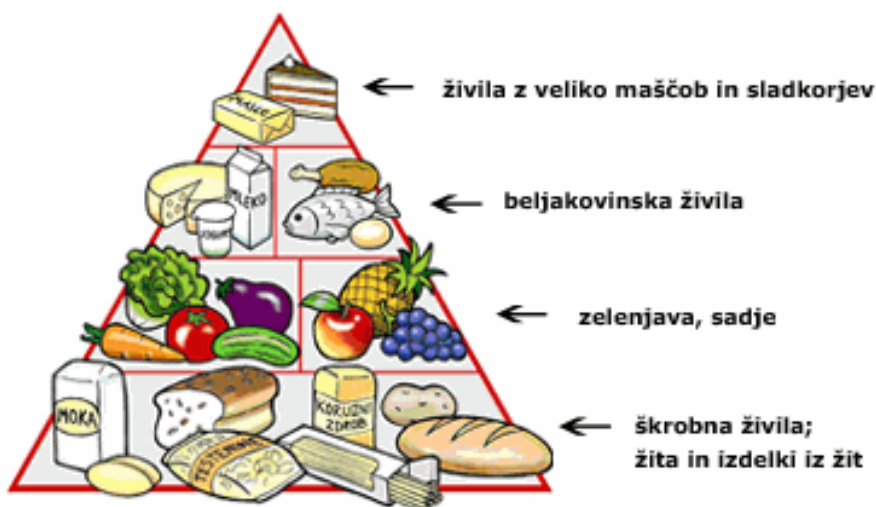 MASLO
živila z veliko maščob in sladkorjev
MLEKO
JOGURT
beljakovinska živila
zelenjava, sadje
MOKA
KORUZNI
ZDROB
TESTENINE
škrobna živila;
žita in izdelki iz žit